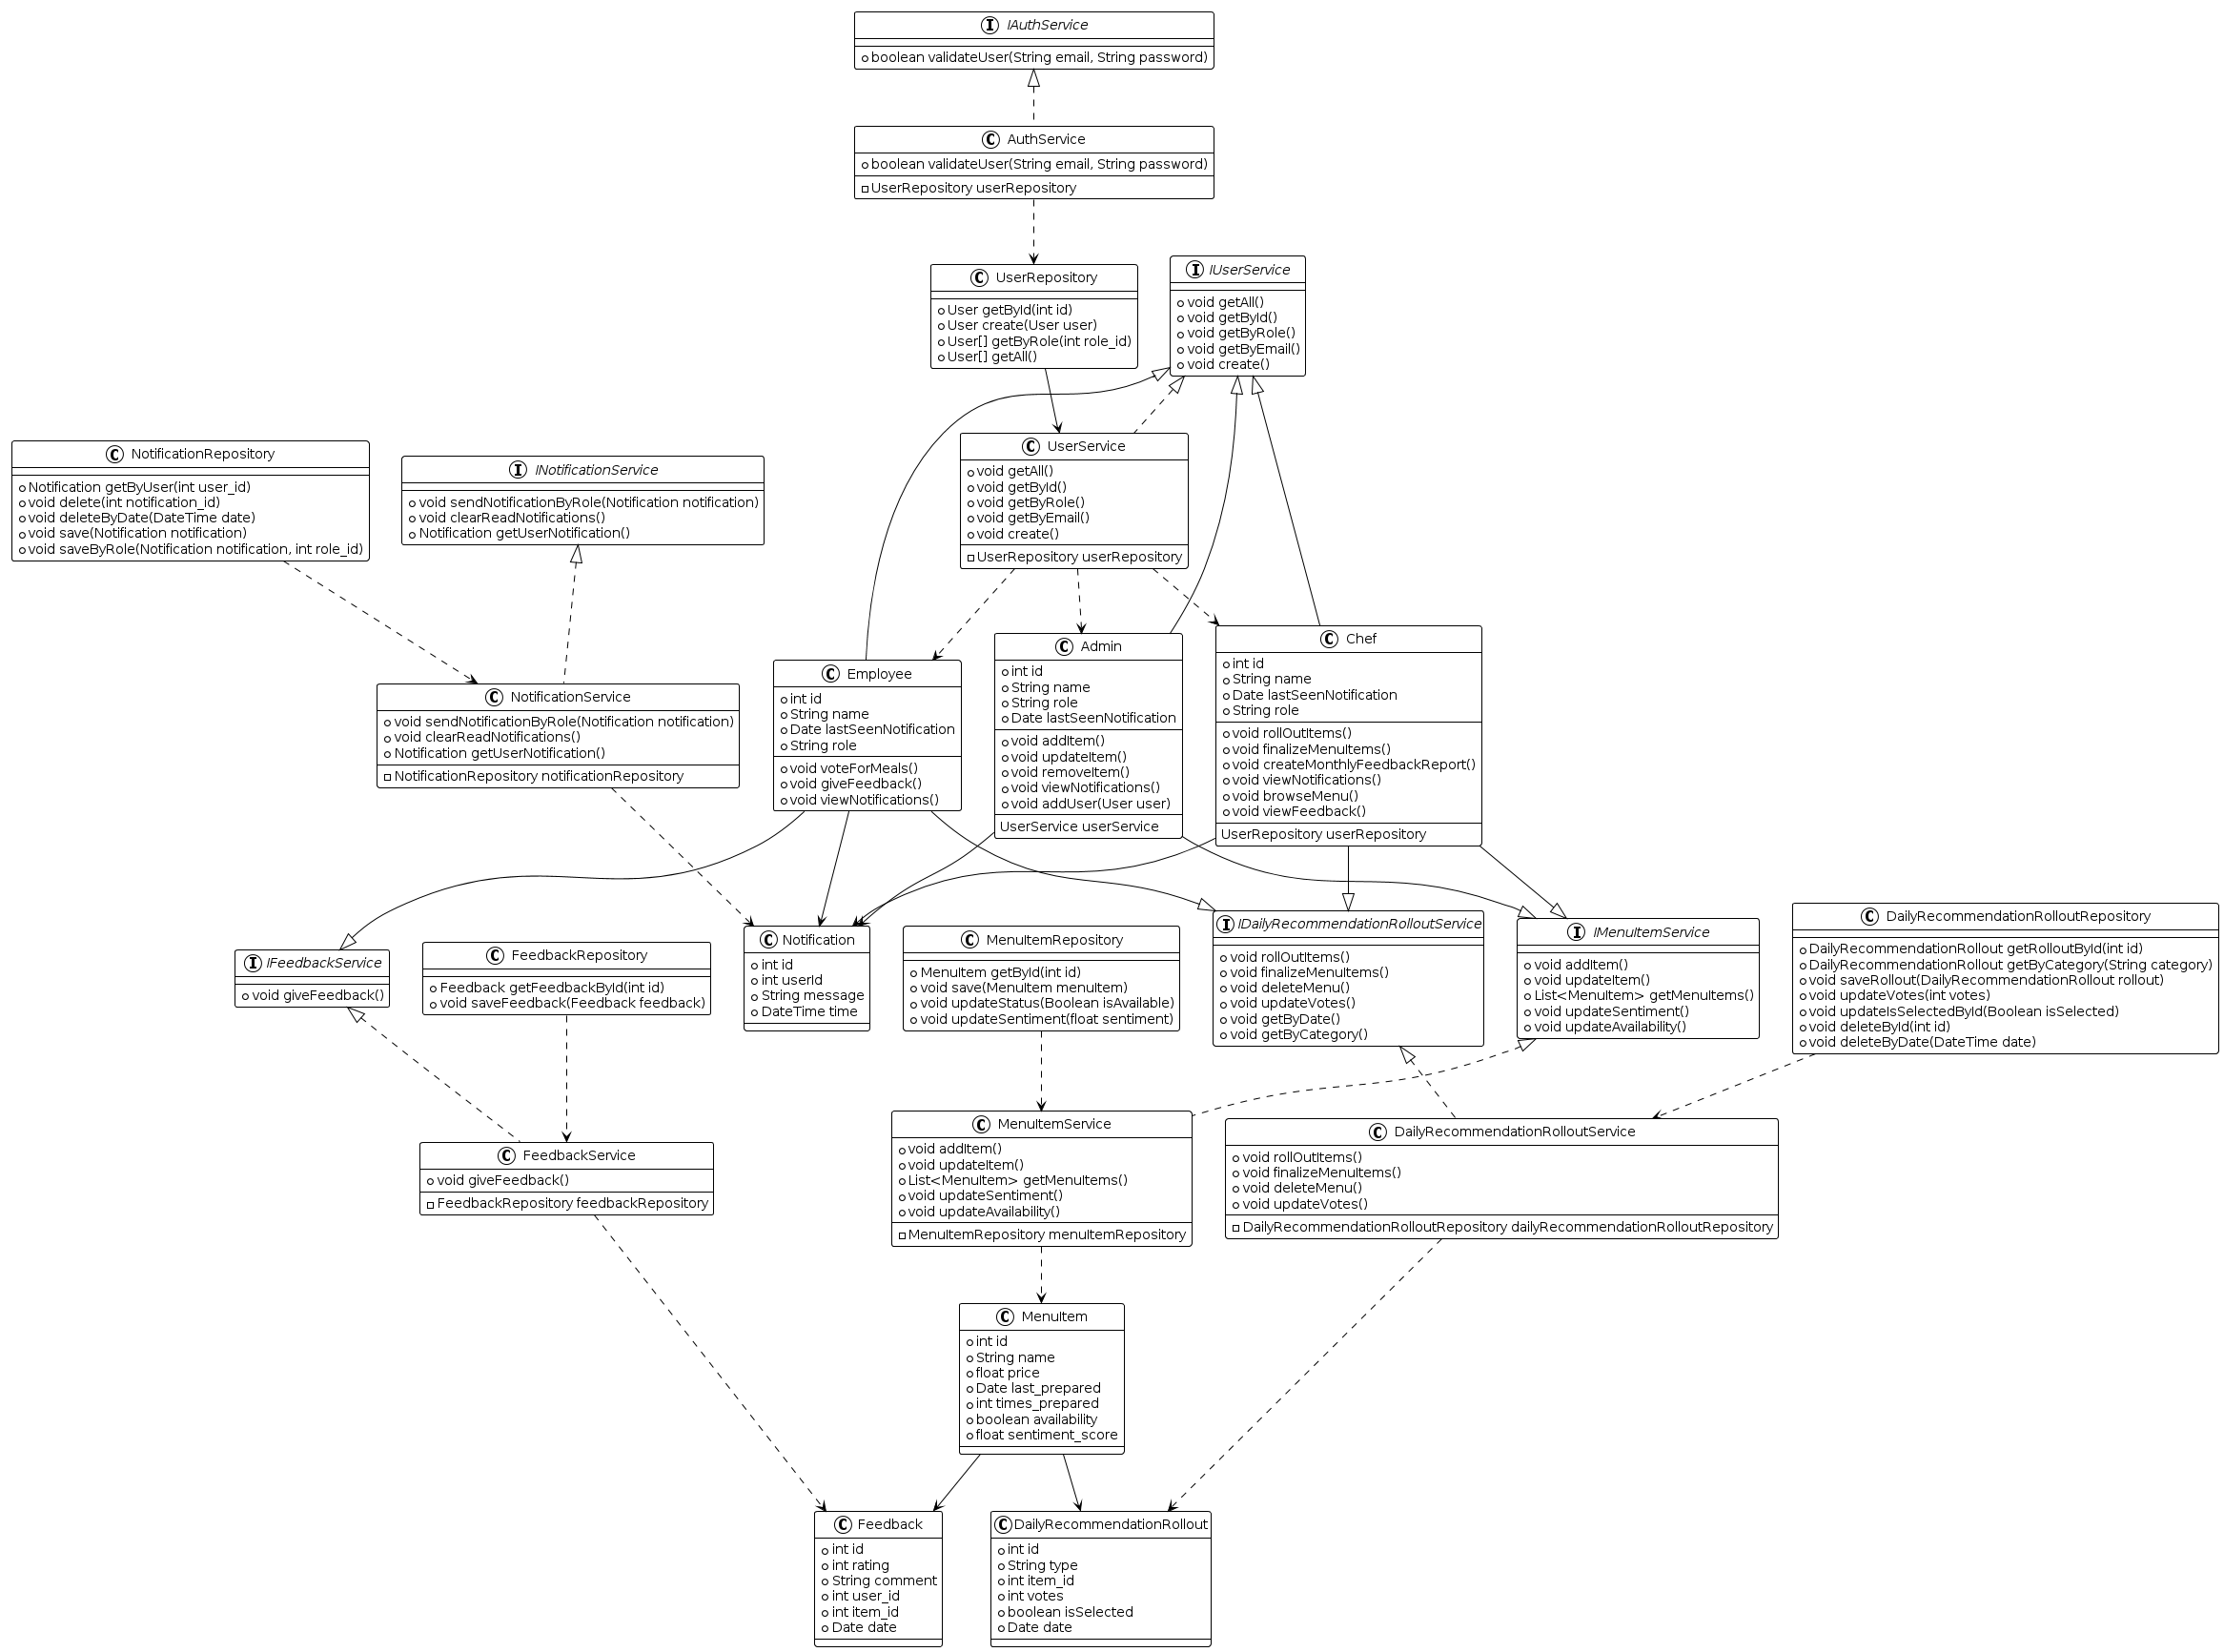 IAuthService
boolean validateUser(String email, String password)
AuthService
boolean validateUser(String email, String password)
UserRepository userRepository
UserRepository
User getById(int id)
User create(User user)
User[] getByRole(int role_id)
User[] getAll()
IUserService
void getAll()
void getById()
void getByRole()
void getByEmail()
void create()
NotificationRepository
Notification getByUser(int user_id)
void delete(int notification_id)
void deleteByDate(DateTime date)
void save(Notification notification)
void saveByRole(Notification notification, int role_id)
INotificationService
void sendNotificationByRole(Notification notification)
void clearReadNotifications()
Notification getUserNotification()
UserService
void getAll()
void getById()
void getByRole()
void getByEmail()
void create()
UserRepository userRepository
NotificationService
void sendNotificationByRole(Notification notification)
void clearReadNotifications()
Notification getUserNotification()
NotificationRepository notificationRepository
Employee
int id
String name
Date lastSeenNotification
String role
void voteForMeals()
void giveFeedback()
void viewNotifications()
Admin
int id
String name
String role
Date lastSeenNotification
void addItem()
void updateItem()
void removeItem()
void viewNotifications()
void addUser(User user)
UserService userService
Chef
int id
String name
Date lastSeenNotification
String role
void rollOutItems()
void finalizeMenuItems()
void createMonthlyFeedbackReport()
void viewNotifications()
void browseMenu()
void viewFeedback()
UserRepository userRepository
IFeedbackService
void giveFeedback()
FeedbackRepository
Feedback getFeedbackById(int id)
void saveFeedback(Feedback feedback)
Notification
int id
int userId
String message
DateTime time
MenuItemRepository
MenuItem getById(int id)
void save(MenuItem menuItem)
void updateStatus(Boolean isAvailable)
void updateSentiment(float sentiment)
IDailyRecommendationRolloutService
void rollOutItems()
void finalizeMenuItems()
void deleteMenu()
void updateVotes()
void getByDate()
void getByCategory()
IMenuItemService
void addItem()
void updateItem()
List<MenuItem> getMenuItems()
void updateSentiment()
void updateAvailability()
DailyRecommendationRolloutRepository
DailyRecommendationRollout getRolloutById(int id)
DailyRecommendationRollout getByCategory(String category)
void saveRollout(DailyRecommendationRollout rollout)
void updateVotes(int votes)
void updateIsSelectedById(Boolean isSelected)
void deleteById(int id)
void deleteByDate(DateTime date)
FeedbackService
void giveFeedback()
FeedbackRepository feedbackRepository
MenuItemService
void addItem()
void updateItem()
List<MenuItem> getMenuItems()
void updateSentiment()
void updateAvailability()
MenuItemRepository menuItemRepository
DailyRecommendationRolloutService
void rollOutItems()
void finalizeMenuItems()
void deleteMenu()
void updateVotes()
DailyRecommendationRolloutRepository dailyRecommendationRolloutRepository
MenuItem
int id
String name
float price
Date last_prepared
int times_prepared
boolean availability
float sentiment_score
Feedback
int id
int rating
String comment
int user_id
int item_id
Date date
DailyRecommendationRollout
int id
String type
int item_id
int votes
boolean isSelected
Date date